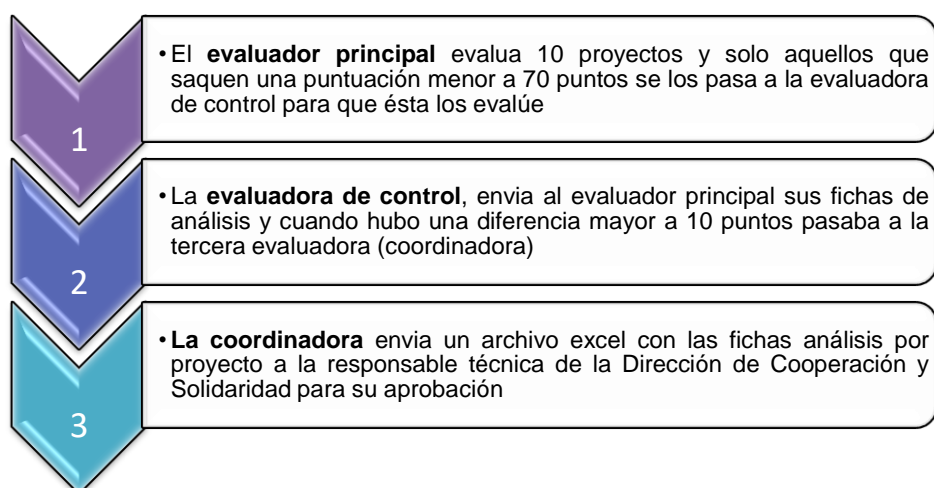 1
• El evaluador principal evalua 10 proyectos y solo aquellos que
saquen una puntuación menor a 70 puntos se los pasa a la evaluadora
de control para que ésta los evalúe
2
• La evaluadora de control, envia al evaluador principal sus fichas de
análisis y cuando hubo una diferencia mayor a 10 puntos pasaba a la
tercera evaluadora (coordinadora)
3
• La coordinadora envia un archivo excel con las fichas análisis por
proyecto a la responsable técnica de la Dirección de Cooperación y
Solidaridad para su aprobación